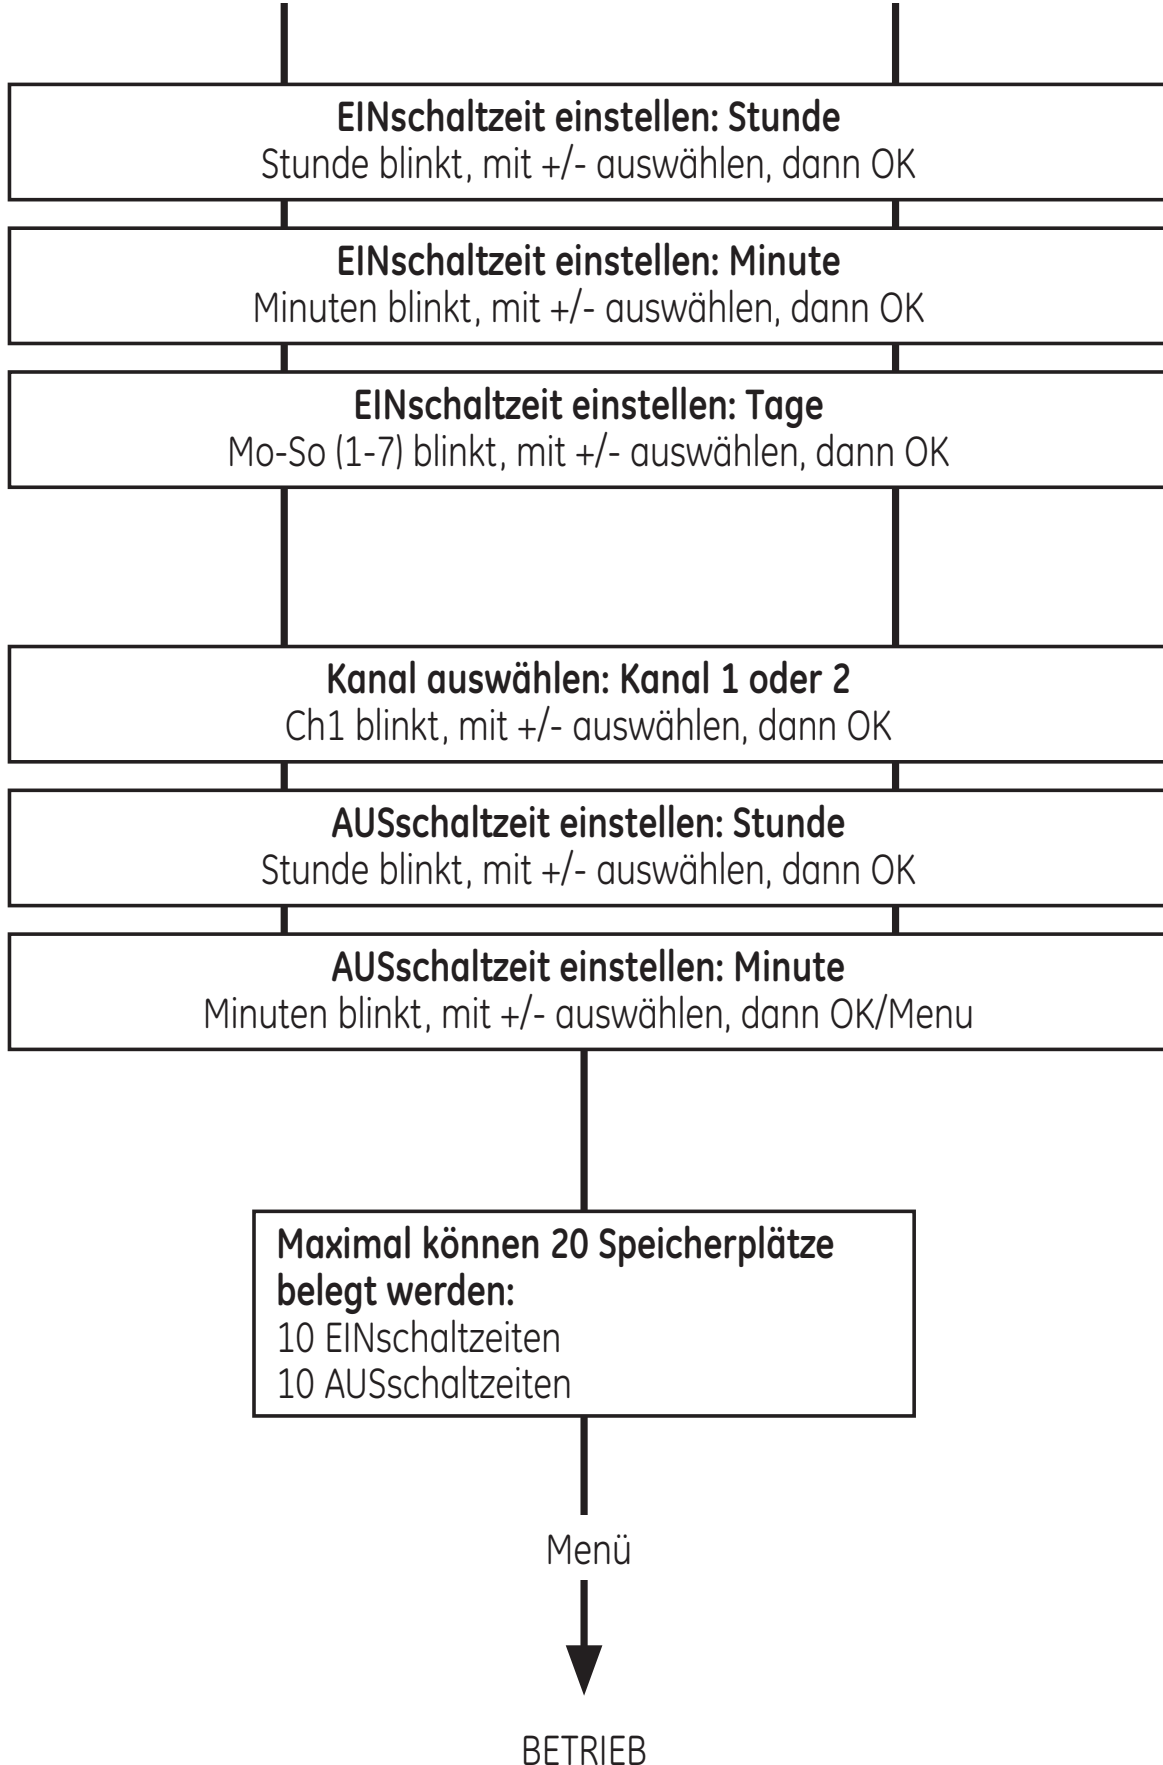 EINschaltzeit einstellen: Stunde
Stunde blinkt, mit +/- auswählen, dann OK
EINschaltzeit einstellen: Minute
Minuten blinkt, mit +/- auswählen, dann OK
EINschaltzeit einstellen: Tage
Mo-So (1-7) blinkt, mit +/- auswählen, dann OK
Kanal auswählen: Kanal 1 oder 2
Ch1 blinkt, mit +/- auswählen, dann OK
AUSschaltzeit einstellen: Stunde
Stunde blinkt, mit +/- auswählen, dann OK
AUSschaltzeit einstellen: Minute
Minuten blinkt, mit +/- auswählen, dann OK/Menu
Maximal können 20 Speicherplätze
belegt werden:
10 EINschaltzeiten
10 AUSschaltzeiten
Menü
BETRIEB